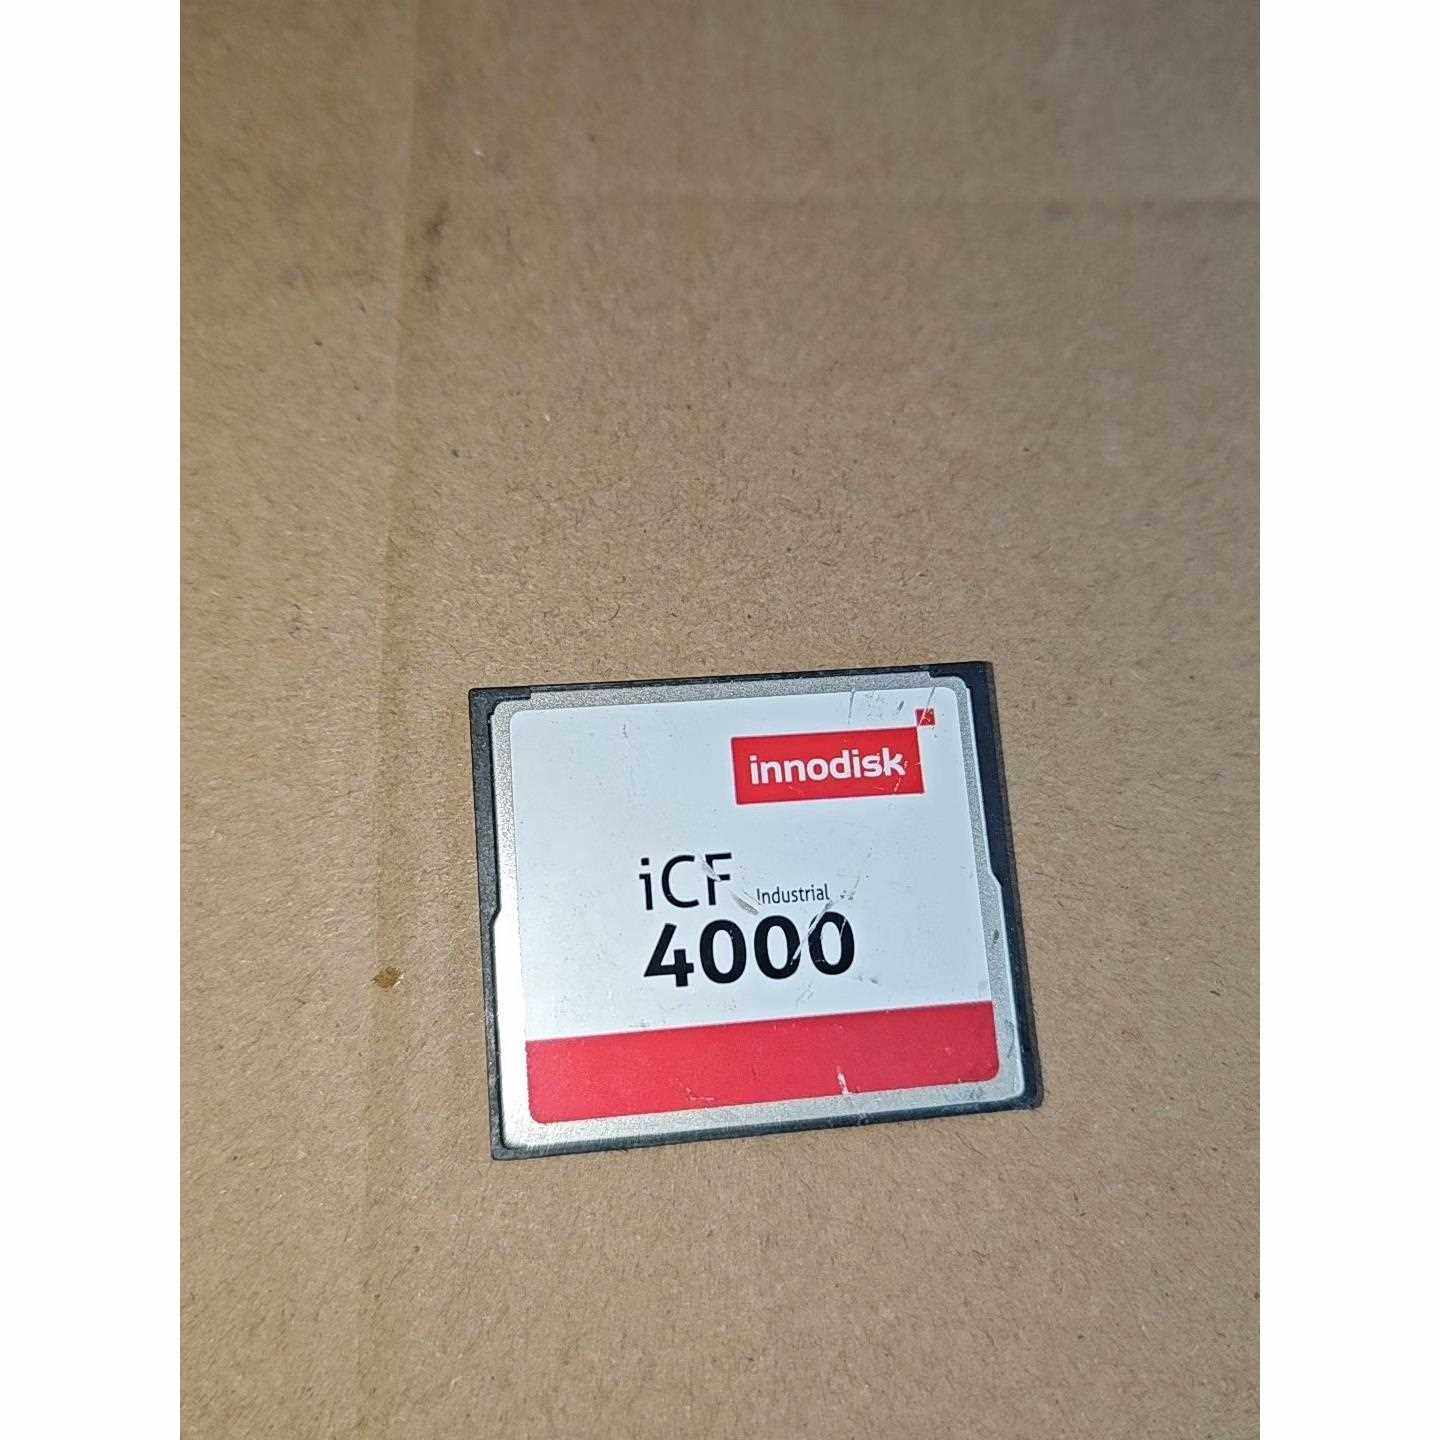 innodisk
iCF Industrial
4000